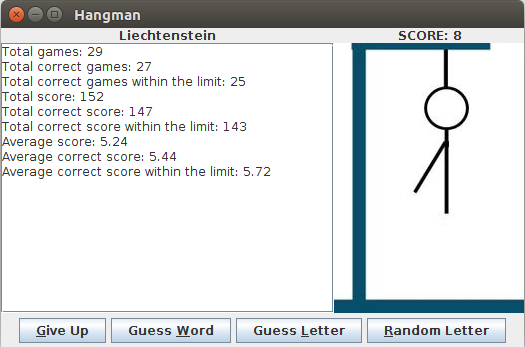 Hangman
Liechtenstein
SCORE: 8
Total games: 29
Total correct games: 27
Total correct games within the limit: 25
Total score: 152
Total correct score: 147
Total correct score within the limit: 143
Average score: 5.24
Average correct score: 5.44
Average correct score within the limit: 5.72
Give Up
Guess Word
Guess Letter
Random Letter